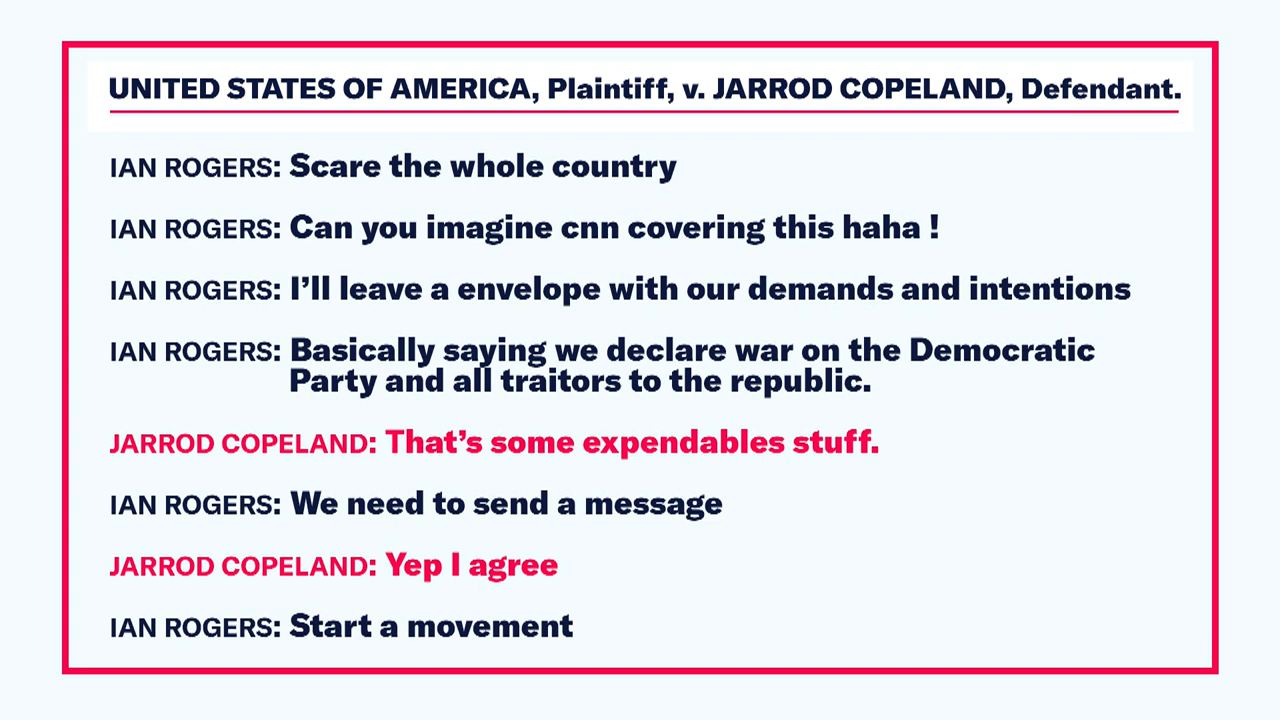 UNITED STATES OF AMERICA, Plaintiff, v. JARROD COPELAND, Defendant.
IAN ROGERS: Scare the whole country
IAN ROGERS: Can you imagine cnn covering this haha !
IAN ROGERS: I’ll leave a envelope with our demands and intentions
IAN ROGERS: Basically saying we declare war on the Democratic
Party and all traitors to the republic.
JARROD COPELAND: That’s some expendables stuff.
IAN ROGERS: We need to send a message
JARROD COPELAND: Yep I agree
IAN ROGERS: Start a movement